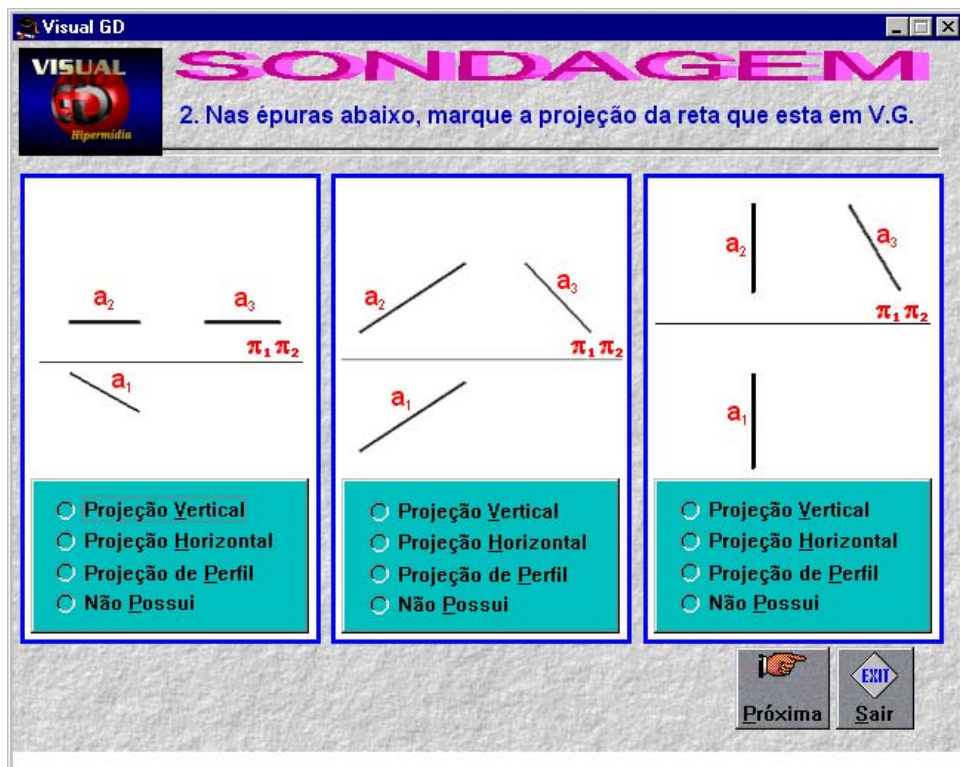 Visual GD
VISUAL
GD
Hipermídia
SONDAGEM
2. Nas épuras abaixo, marque a projeção da reta que esta em V.G.
a₂ a₃
π₁ π₂
a₁
Projeção Vertical
Projeção Horizontal
Projeção de Perfil
Não Possui
a₂ a₃
π₁ π₂
a₁
Projeção Vertical
Projeção Horizontal
Projeção de Perfil
Não Possui
a₂ a₃
π₁ π₂
a₁
Projeção Vertical
Projeção Horizontal
Projeção de Perfil
Não Possui
EXIT
Próxima Sair